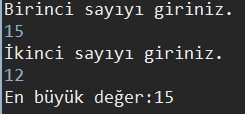 Birinci sayıyı giriniz.
15
İkinci sayıyı giriniz.
12
En büyük değer:15